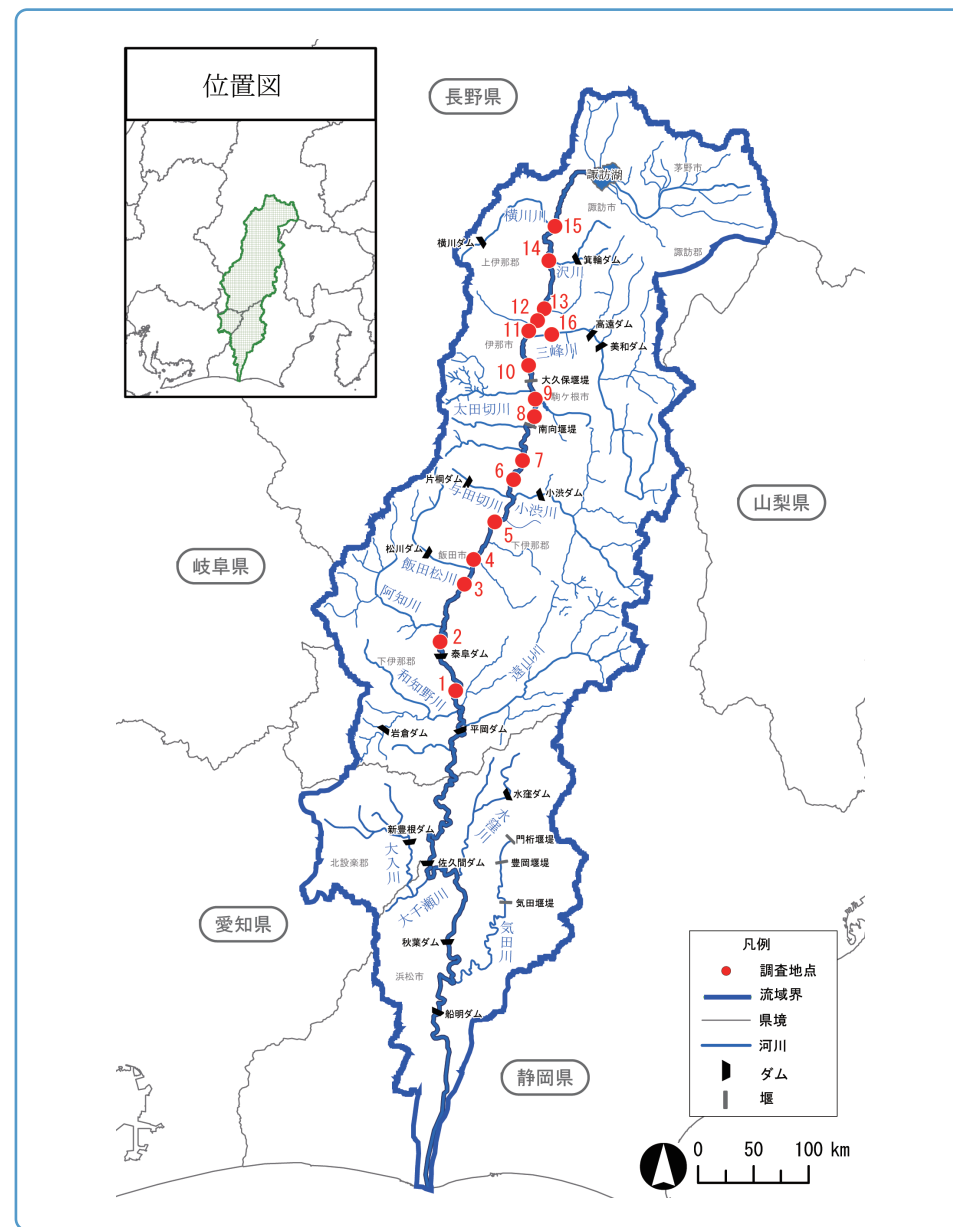 位置図
長野県
諏訪湖
茅野市
諏訪市
横川川
15
横川ダム
上伊那郡
14
箕輪ダム
諏訪郡
沢川
13
12
11
16
高遠ダム
美和ダム
伊那市
三峰川
10
大久保堰堤
9
駒ケ根市
太田切川
8
南向堰堤
7
片桐ダム
6
与田切川
小渋ダム
小渋川
山梨県
5
下伊那郡
松川ダム
飯田市
4
岐阜県
飯田松川
3
阿知川
2
泰阜ダム
下伊那郡
遠山川
和知野川
1
岩倉ダム
平岡ダム
水窪ダム
水窪川
新豊根ダム
門桁堰堤
大入川
北設楽郡
佐久間ダム
豊岡堰堤
大千瀬川
気田堰堤
愛知県
気田川
秋葉ダム
浜松市
船明ダム
静岡県
凡例
調査地点
流域界
県境
河川
ダム
堰
0 50 100 km